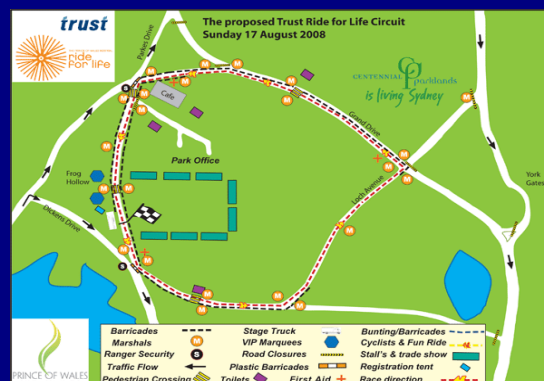 trust
ride
for life
The proposed Trust Ride for Life Circuit
Sunday 17 August 2008
CENTENNIAL Parklands
is living Sydney
Parkes Drive
Cafe
Grand Drive
Park Office
Frog
Hollow
Loch Avenue
York
Gates
Dickens Drive
PRINCE OF WALES
Barricades
Stage Truck
Bunting/Barricades
Marshals
VIP Marquees
Cyclists & Fun Ride
Ranger Security
Road Closures
Stall's & trade show
Traffic Flow
Plastic Barricades
Registration tent
Pedestrian Crossing
Toilets
First Aid
Race direction